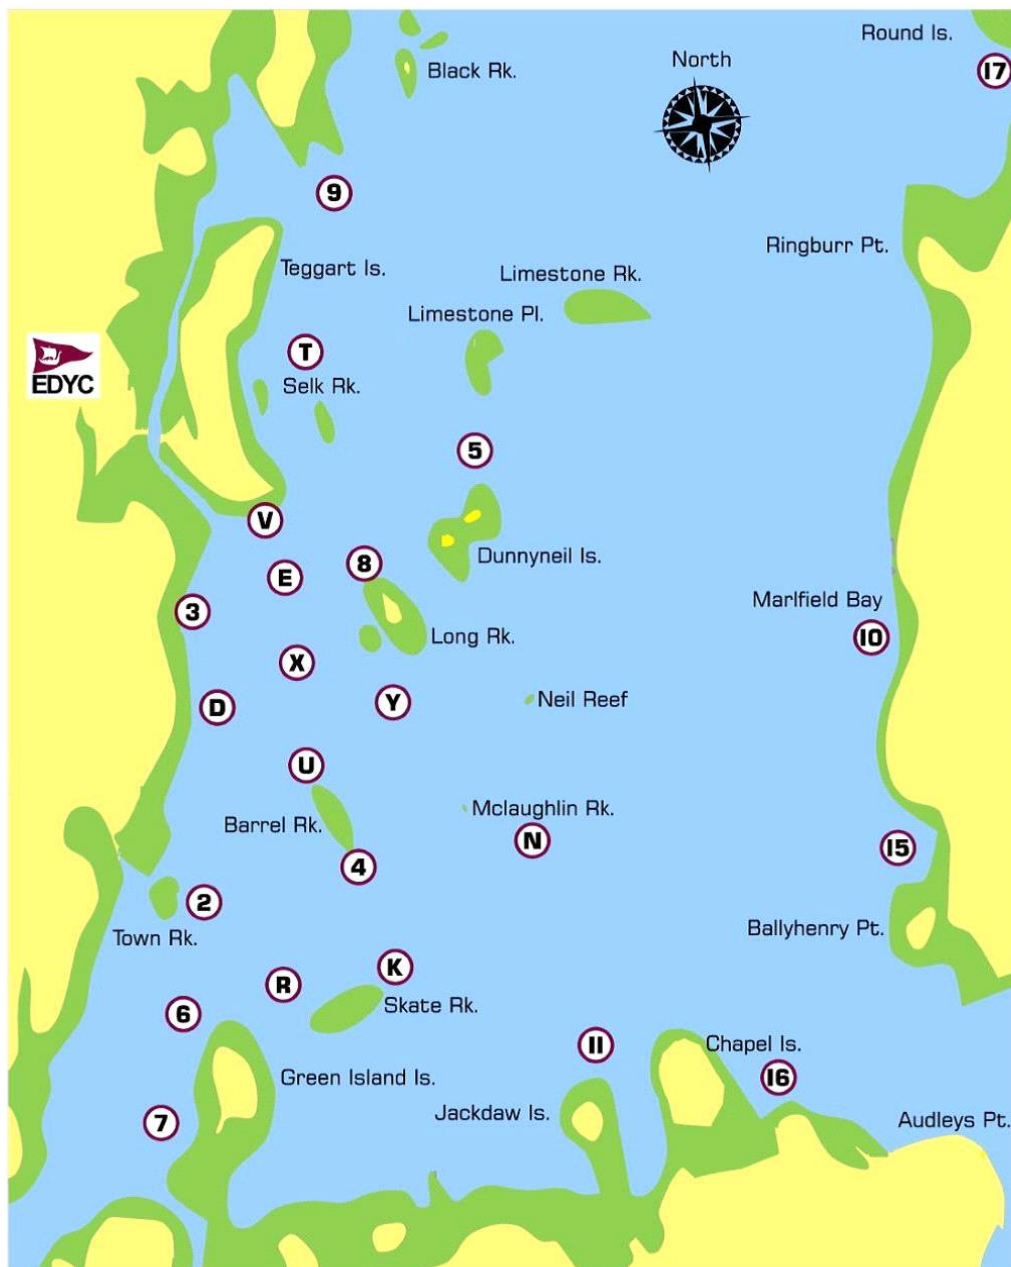 Round Is.
North
Black Rk.
17
9
Ringburr Pt.
Teggart Is.
Limestone Rk.
Limestone Pl.
T
EDYC
Selk Rk.
5
V
8
Dunnyneil Is.
E
Marlfield Bay
3
Long Rk.
10
X
Y
Neil Reef
D
U
Mclaughlin Rk.
Barrel Rk.
N
15
4
2
Ballyhenry Pt.
Town Rk.
K
R
Skate Rk.
6
11
Chapel Is.
Green Island Is.
16
Jackdaw Is.
7
Audleys Pt.